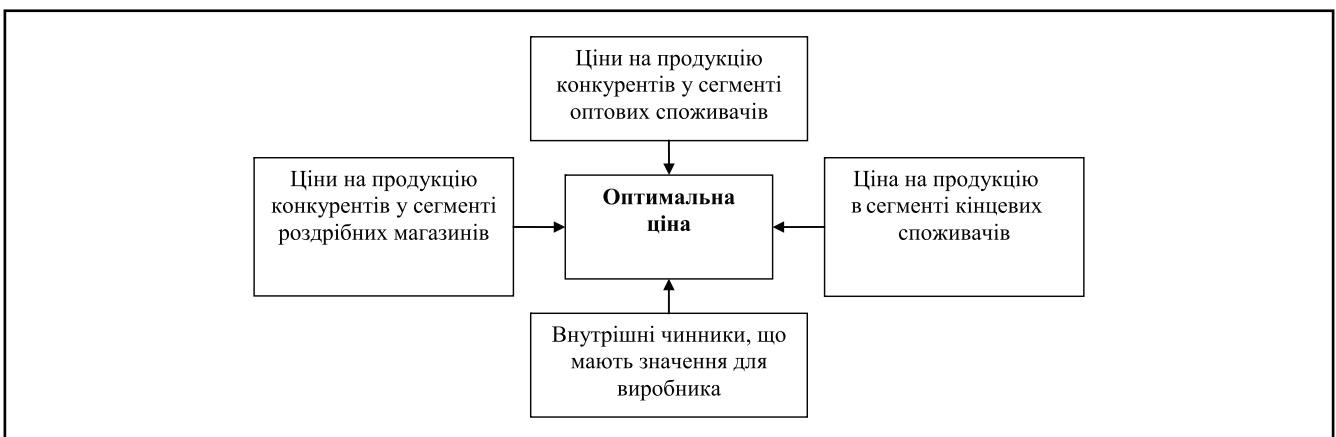 Ціни на продукцію
конкурентів у сегменті
оптових споживачів
Ціни на продукцію
конкурентів у сегменті
роздрібних магазинів
Оптимальна
ціна
Ціна на продукцію
в сегменті кінцевих
споживачів
Внутрішні чинники, що
мають значення для
виробника